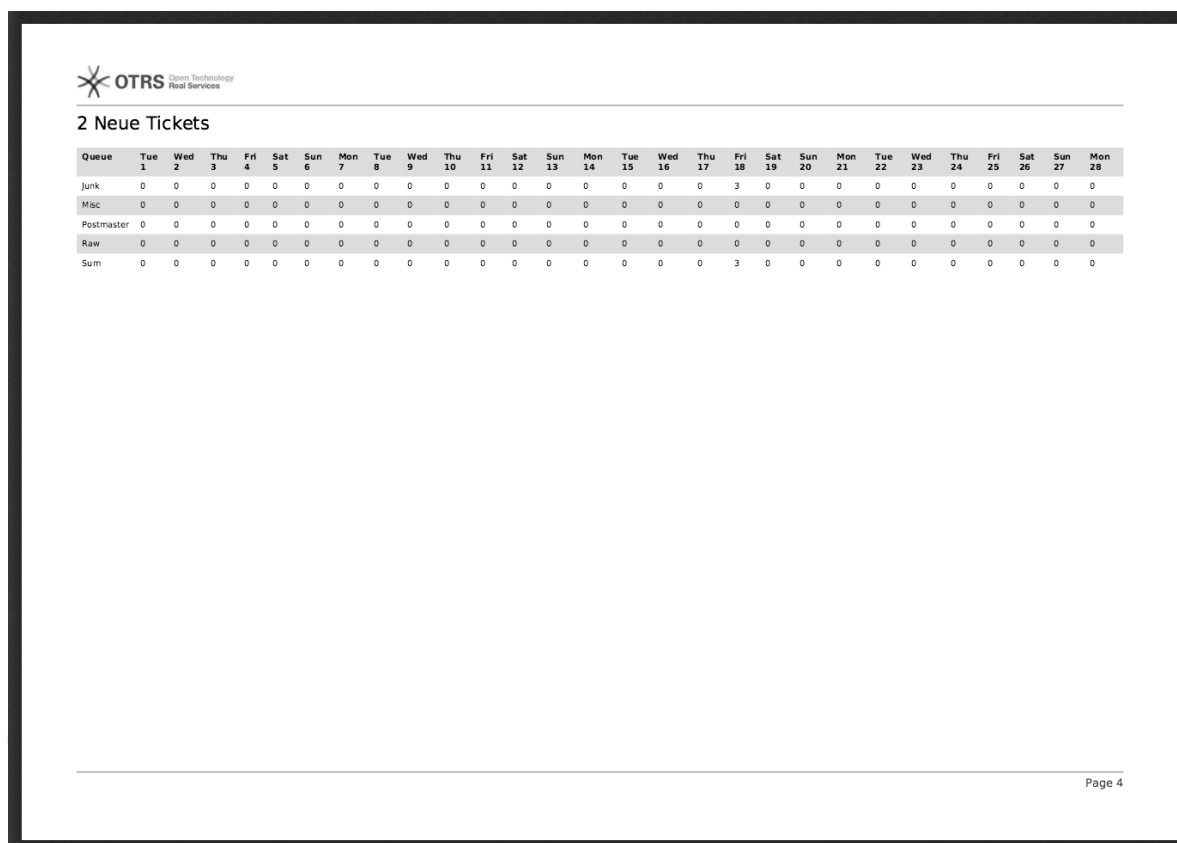 OTRS Open Technology
Real Services
2 Neue Tickets
Queue Tue Wed Thu Fri Sat Sun Mon Tue Wed Thu Fri Sat Sun Mon Tue Wed Thu Fri Sat Sun Mon Tue Wed Thu Fri Sat Sun Mon
1 2 3 4 5 6 7 8 9 10 11 12 13 14 15 16 17 18 19 20 21 22 23 24 25 26 27 28
Junk 0 0 0 0 0 0 0 0 0 0 0 0 0 0 0 0 0 3 0 0 0 0 0 0 0 0 0 0
Misc 0 0 0 0 0 0 0 0 0 0 0 0 0 0 0 0 0 0 0 0 0 0 0 0 0 0 0 0
Postmaster 0 0 0 0 0 0 0 0 0 0 0 0 0 0 0 0 0 0 0 0 0 0 0 0 0 0 0 0
Raw 0 0 0 0 0 0 0 0 0 0 0 0 0 0 0 0 0 0 0 0 0 0 0 0 0 0 0 0
Sum 0 0 0 0 0 0 0 0 0 0 0 0 0 0 0 0 0 3 0 0 0 0 0 0 0 0 0 0
Page 4